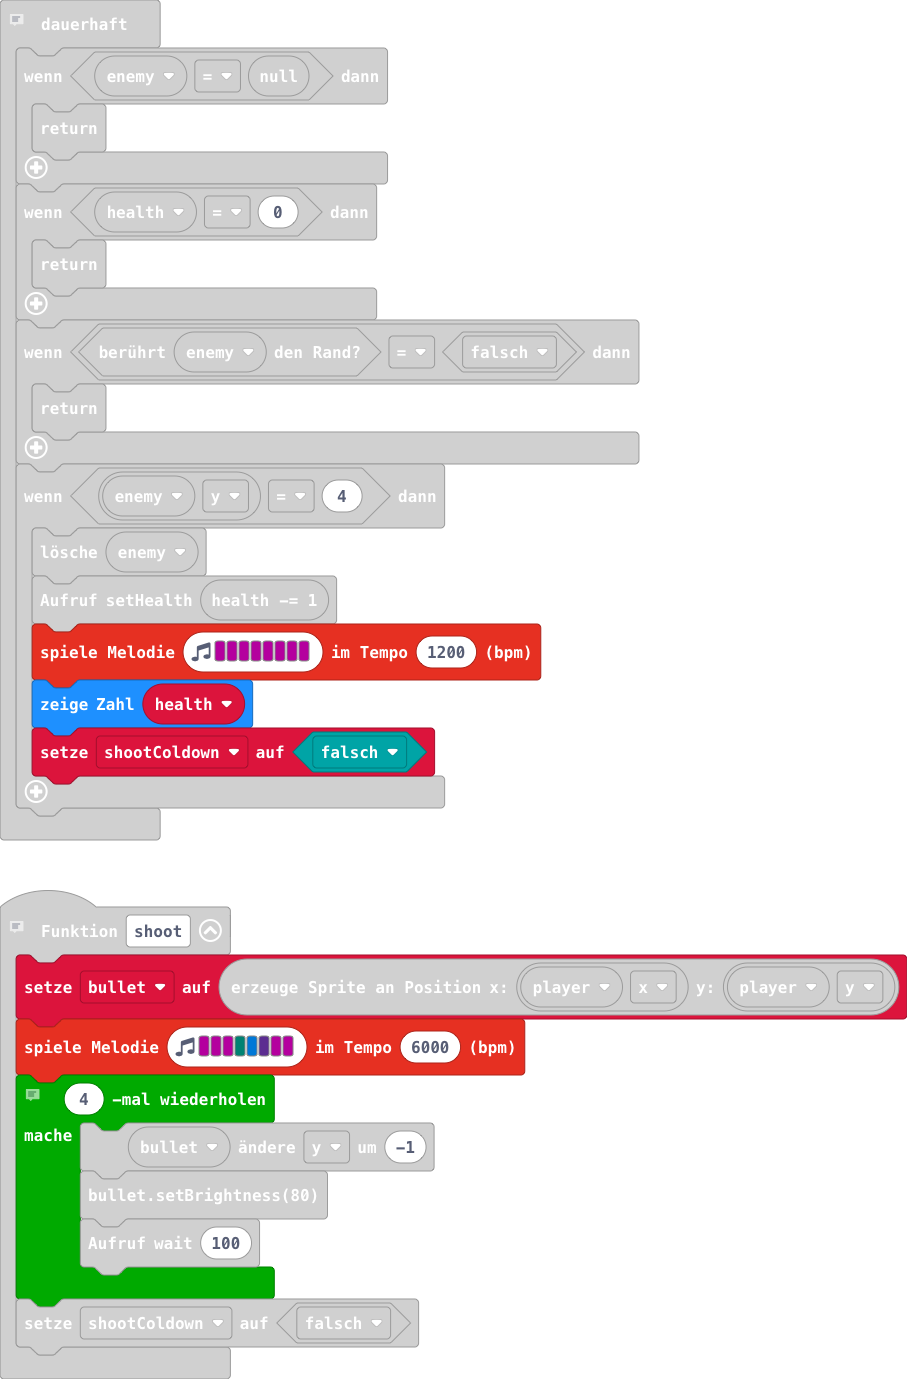 dauerhaft
wenn enemy = null dann
return
wenn health = 0 dann
return
wenn berührt enemy den Rand? = falsch dann
return
wenn enemy y = 4 dann
lösche enemy
Aufruf setHealth health -= 1
spiele Melodie im Tempo 1200 (bpm)
zeige Zahl health
setze shootColdown auf falsch
Funktion shoot
setze bullet auf erzeuge Sprite an Position x: player x y: player y
spiele Melodie im Tempo 6000 (bpm)
4 -mal wiederholen
mache
bullet ändere y um -1
bullet.setBrightness(80)
Aufruf wait 100
setze shootColdown auf falsch